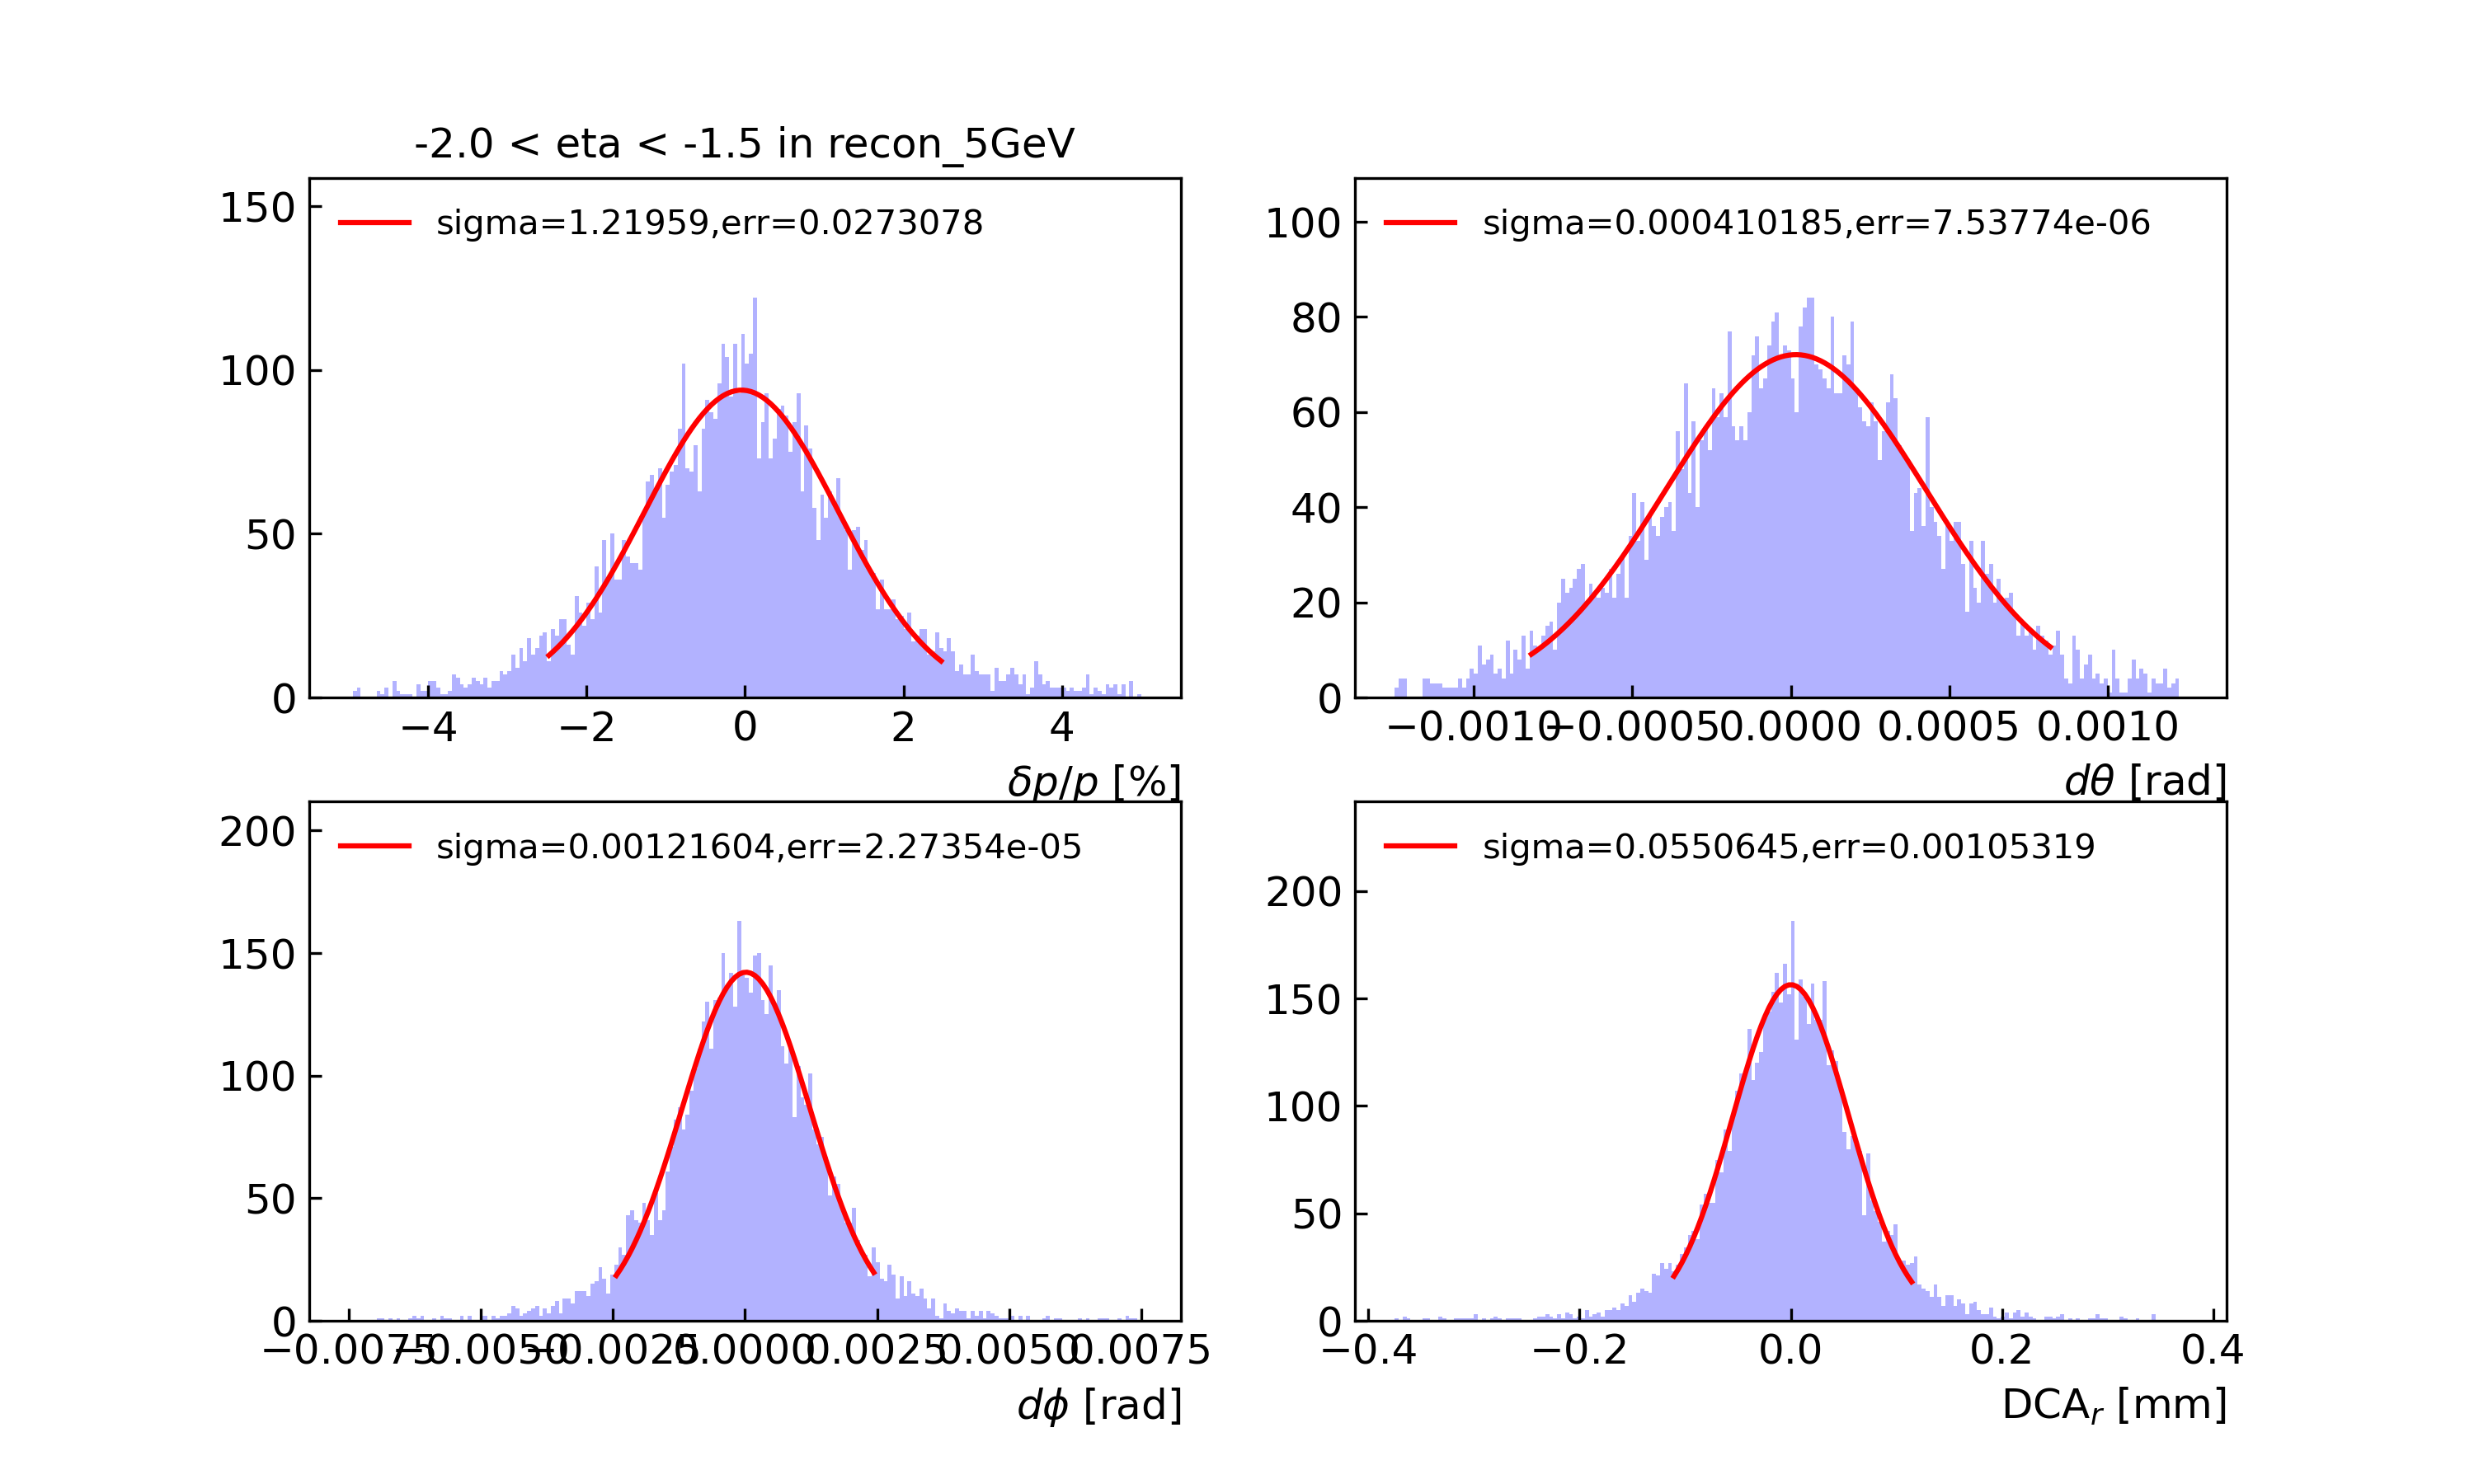 -2.0 < eta < -1.5 in recon_5GeV
sigma=1.21959,err=0.0273078
150
100
50
0
−4 −2 0 2 4
δp/p [%]
sigma=0.000410185,err=7.53774e-06
100
80
60
40
20
0
−0.0010 −0.0005 0.0000 0.0005 0.0010
dθ [rad]
sigma=0.00121604,err=2.27354e-05
200
150
100
50
0
−0.0075 −0.0050 −0.0025 0.0000 0.0025 0.0050 0.0075
dϕ [rad]
sigma=0.0550645,err=0.00105319
200
150
100
50
0
−0.4 −0.2 0.0 0.2 0.4
DCAr [mm]